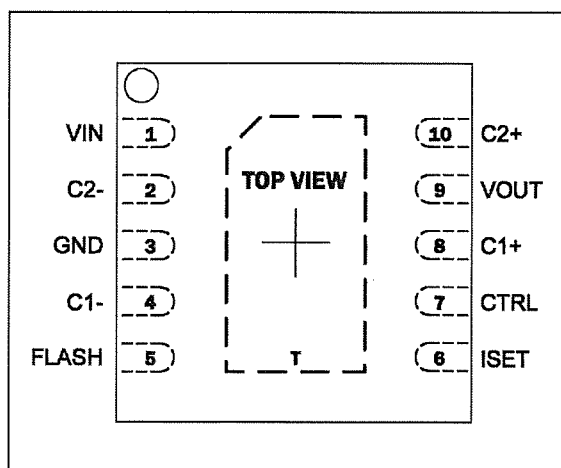 VIN 1 10 C2+
TOP VIEW
C2- 2 9 VOUT
GND 3 8 C1+
C1- 4 7 CTRL
FLASH 5 T 6 ISET